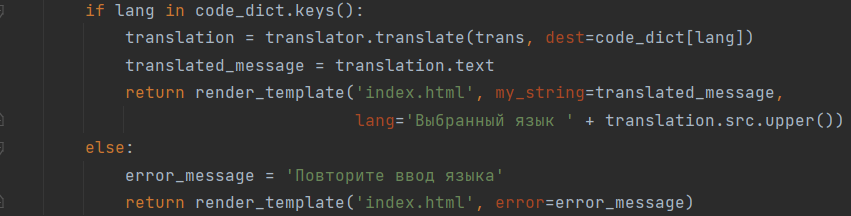 if lang in code_dict.keys():
    translation = translator.translate(trans, dest=code_dict[lang])
    translated_message = translation.text
    return render_template('index.html', my_string=translated_message,
                           lang='Выбранный язык ' + translation.src.upper())
else:
    error_message = 'Повторите ввод языка'
    return render_template('index.html', error=error_message)